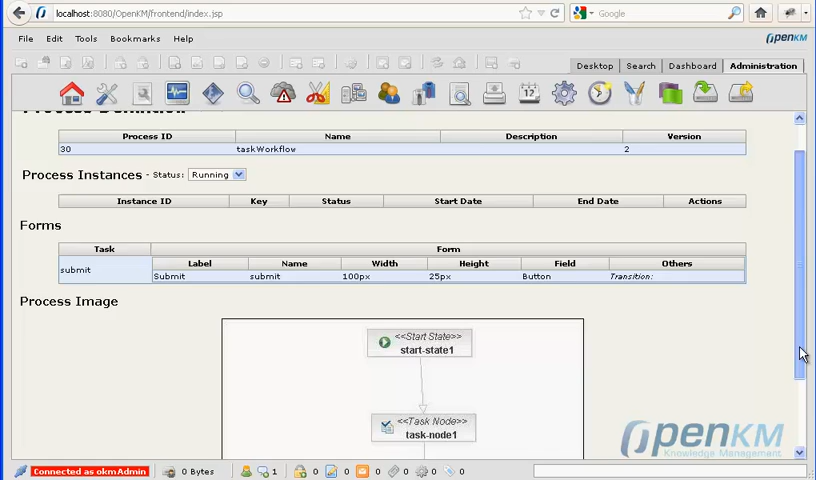 localhost:8080/OpenKM/frontend/index.jsp
Google
File Edit Tools Bookmarks Help
OPENKM
Desktop Search Dashboard Administration
Process Definition
Process ID Name Description Version
30 taskWorkflow 2
Process Instances - Status: Running
Instance ID Key Status Start Date End Date Actions
Forms
Task Form
submit
Label Name Width Height Field Others
Submit submit 100px 25px Button Transition:
Process Image
<<Start State>>
start-state1
<<Task Node>>
task-node1
OpenKM
Knowledge Management
Connected as okmAdmin 0 Bytes 1 0 0 0 0 0 0